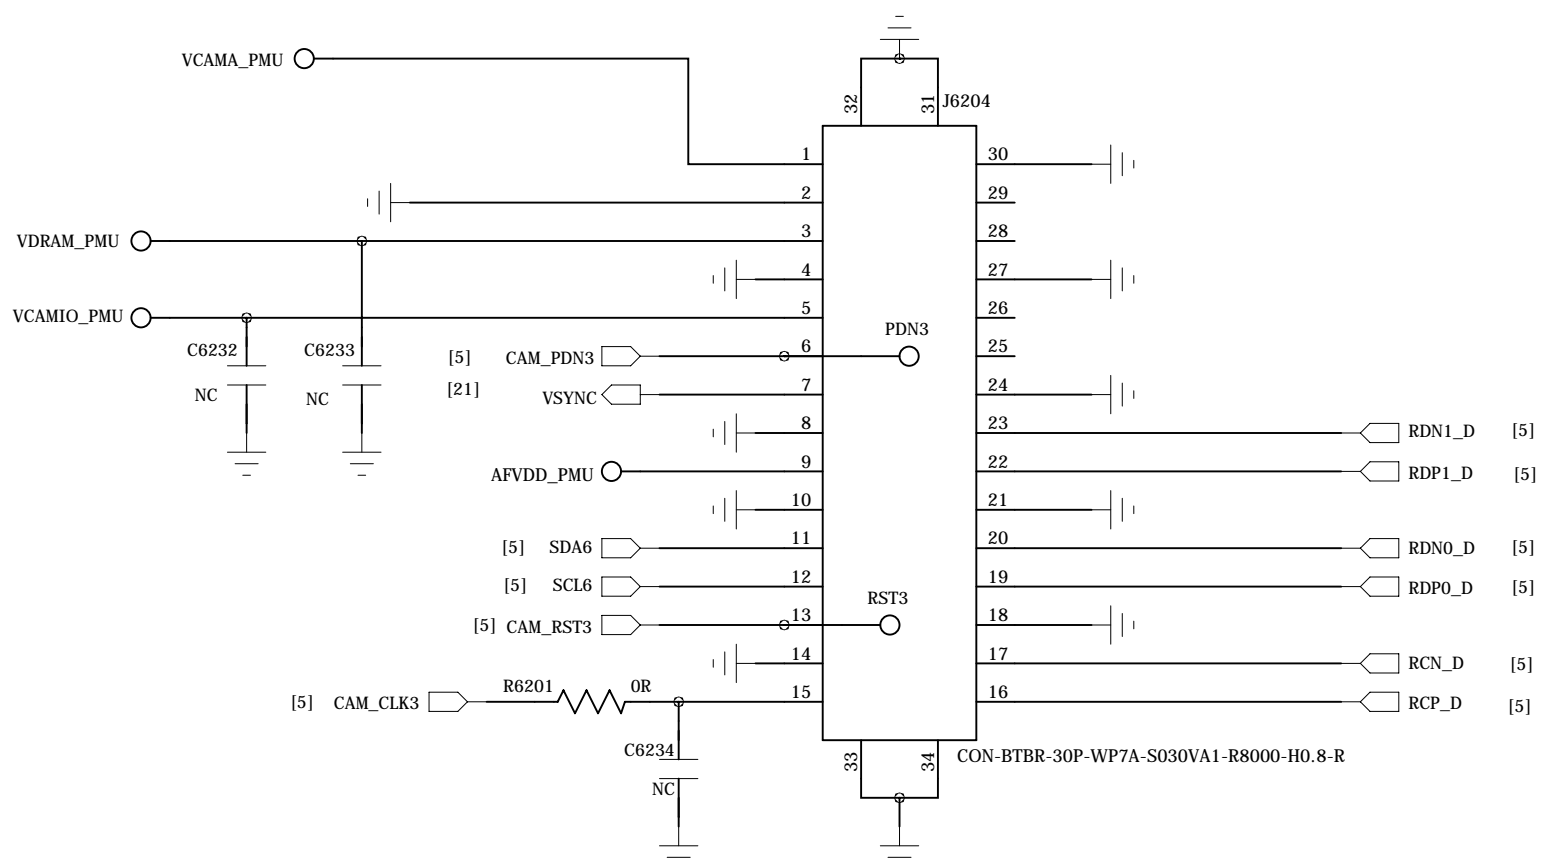 VCAMA_PMU
32
31
J6204
1
30
2
29
VDRAM_PMU
3
28
4
27
VCAMIO_PMU
5
26
PDN3
C6232
C6233
[5]
CAM_PDN3
6
25
NC
NC
[21]
VSYNC
7
24
8
23
RDN1_D
[5]
AFVDD_PMU
9
22
RDP1_D
[5]
10
21
[5]
SDA6
11
20
RDN0_D
[5]
[5]
SCL6
12
19
RDP0_D
[5]
RST3
[5]
CAM_RST3
13
18
14
17
RCN_D
[5]
[5]
CAM_CLK3
R6201
0R
15
16
RCP_D
[5]
C6234
NC
33
34
CON-BTBR-30P-WP7A-S030VA1-R8000-H0.8-R